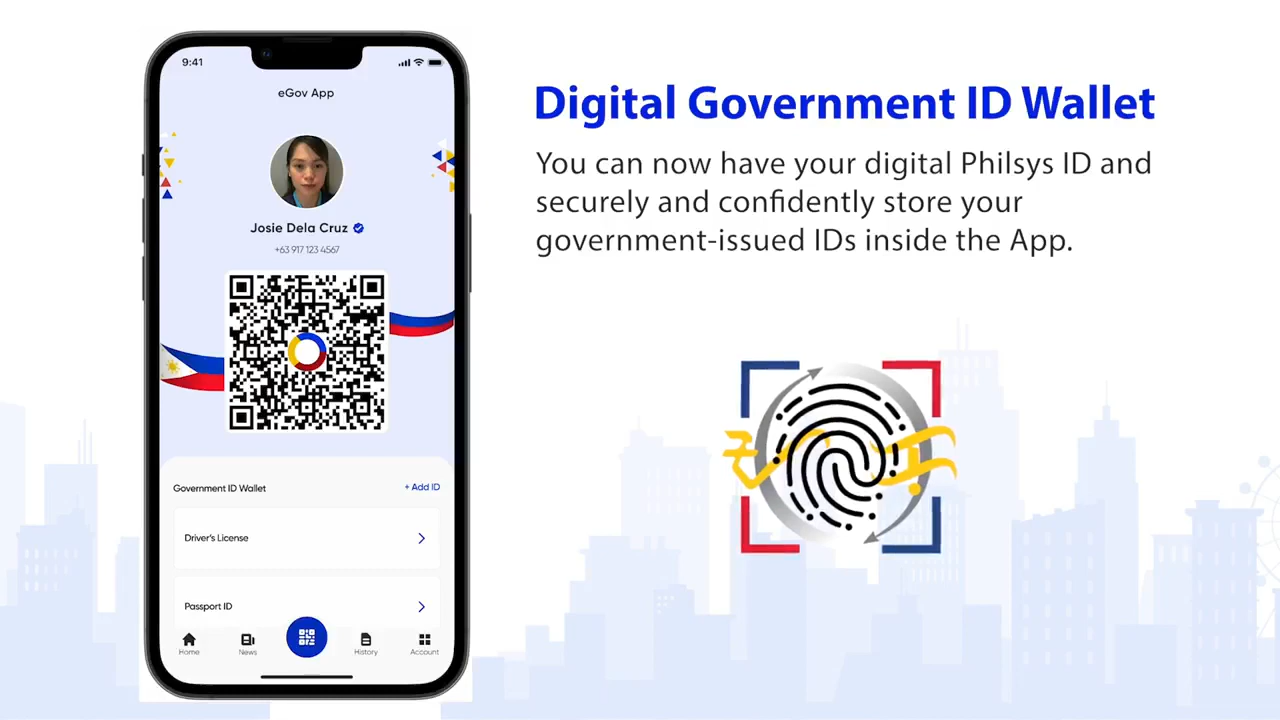 9:41
eGov App
Josie Dela Cruz
+63 917 123 4567
Government ID Wallet
+ Add ID
Driver's License
Passport ID
Home
News
History
Account
Digital Government ID Wallet
You can now have your digital Philsys ID and
securely and confidently store your
government-issued IDs inside the App.